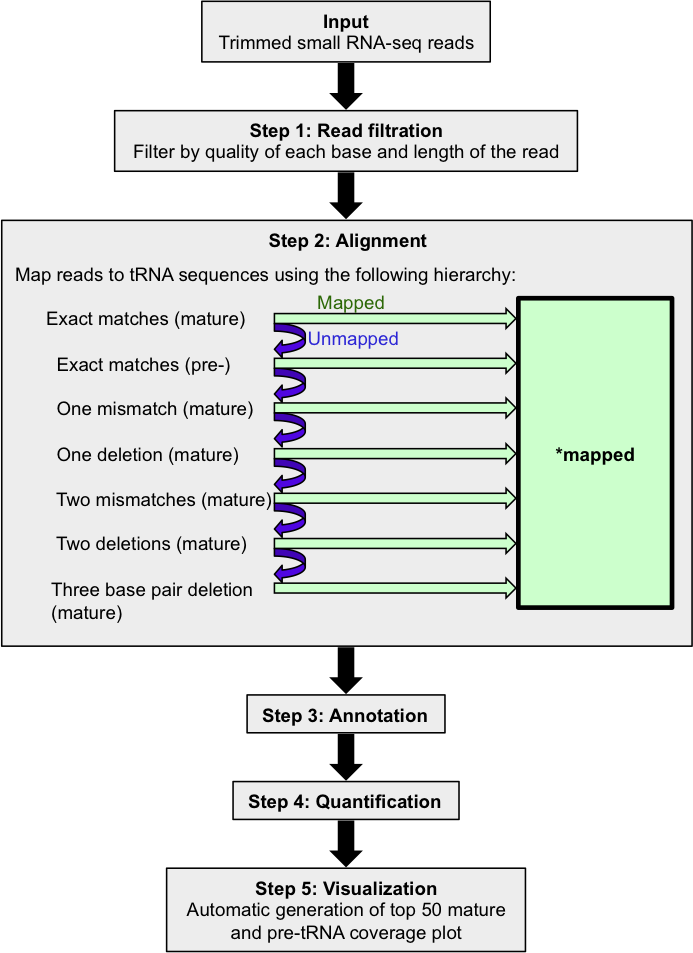 Input
Trimmed small RNA-seq reads
Step 1: Read filtration
Filter by quality of each base and length of the read
Step 2: Alignment
Map reads to tRNA sequences using the following hierarchy:
Mapped
Exact matches (mature)
Unmapped
Exact matches (pre-)
One mismatch (mature)
One deletion (mature)
*mapped
Two mismatches (mature)
Two deletions (mature)
Three base pair deletion
(mature)
Step 3: Annotation
Step 4: Quantification
Step 5: Visualization
Automatic generation of top 50 mature
and pre-tRNA coverage plot